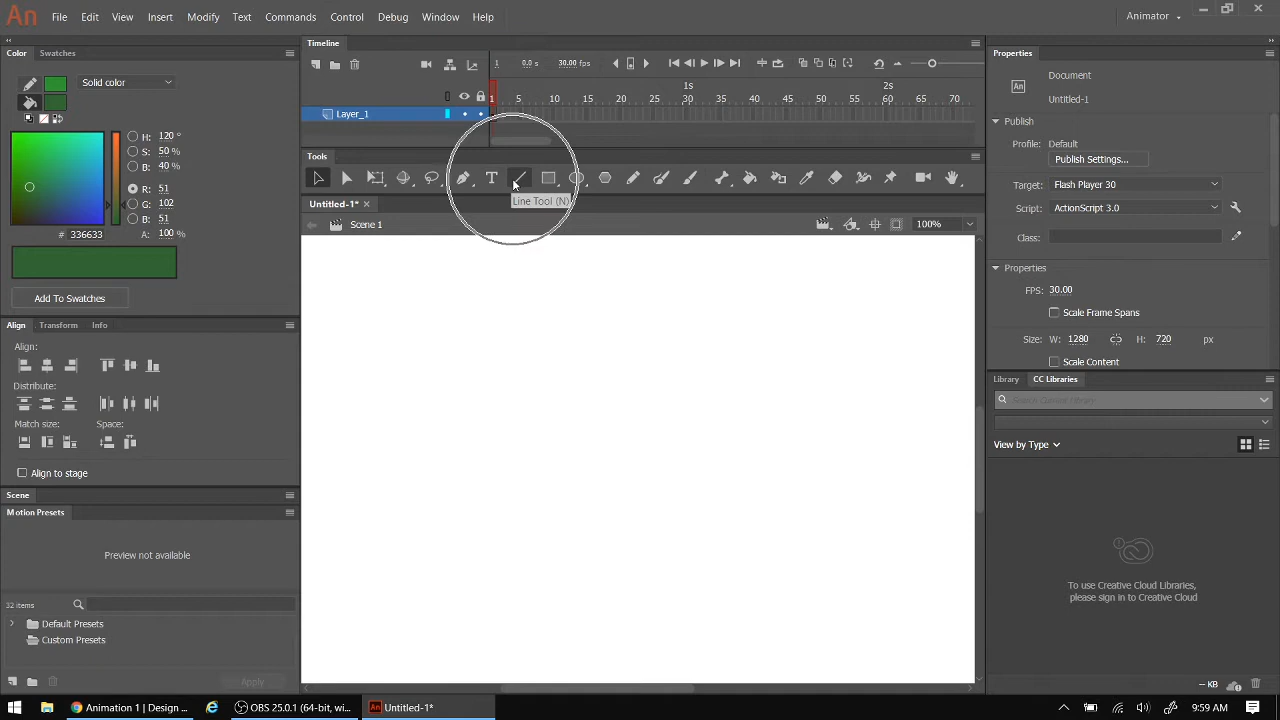 An File Edit View Insert Modify Text Commands Control Debug Window Help Animator
Color Swatches
Solid color
H: 120 °
S: 50 %
B: 40 %
R: 51
G: 102
B: 51
# 336633 A: 100 %
Add To Swatches
Align Transform Info
Align:
Distribute:
Match size: Space:
Align to stage
Scene
Motion Presets
Preview not available
32 items
Default Presets
Custom Presets
Apply
Timeline
1 0.0 s 30.00 fps
1s 2s
1 5 10 15 20 25 30 35 40 45 50 55 60 65 70
Layer_1
Tools
T
Line Tool (N)
Untitled-1*
Scene 1 100%
Properties
An Document
Untitled-1
Publish
Profile: Default
Publish Settings...
Target: Flash Player 30
Script: ActionScript 3.0
Class:
Properties
FPS: 30.00
Scale Frame Spans
Size: W: 1280 H: 720 px
Scale Content
Library CC Libraries
Search Current Library
View by Type
To use Creative Cloud Libraries,
please sign in to Creative Cloud
-- KB
Animation 1 | Design ... OBS 25.0.1 (64-bit, wi... An Untitled-1* 9:59 AM